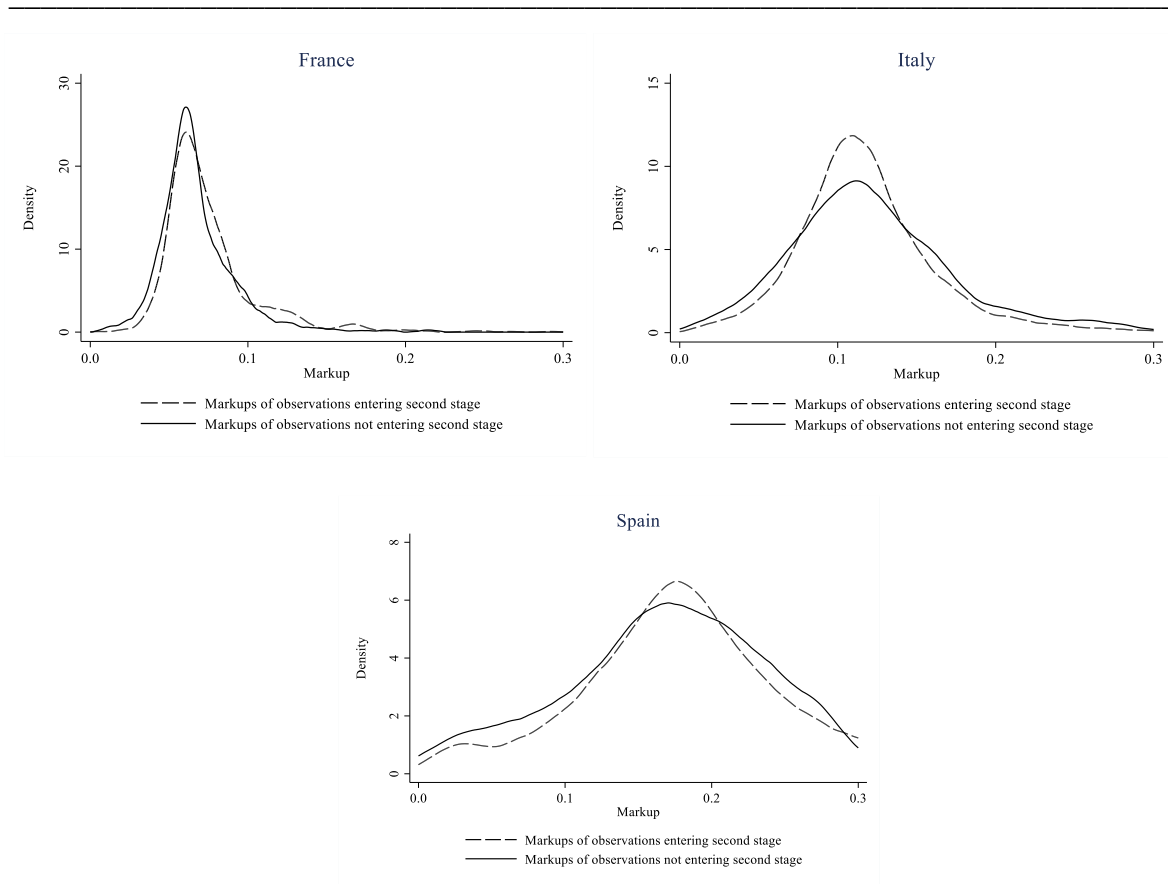 France
30
20
10
0
Density
0.0 0.1 0.2 0.3
Markup
Markups of observations entering second stage
Markups of observations not entering second stage
Italy
15
10
5
0
Density
0.0 0.1 0.2 0.3
Markup
Markups of observations entering second stage
Markups of observations not entering second stage
Spain
8
6
4
2
0
Density
0.0 0.1 0.2 0.3
Markup
Markups of observations entering second stage
Markups of observations not entering second stage